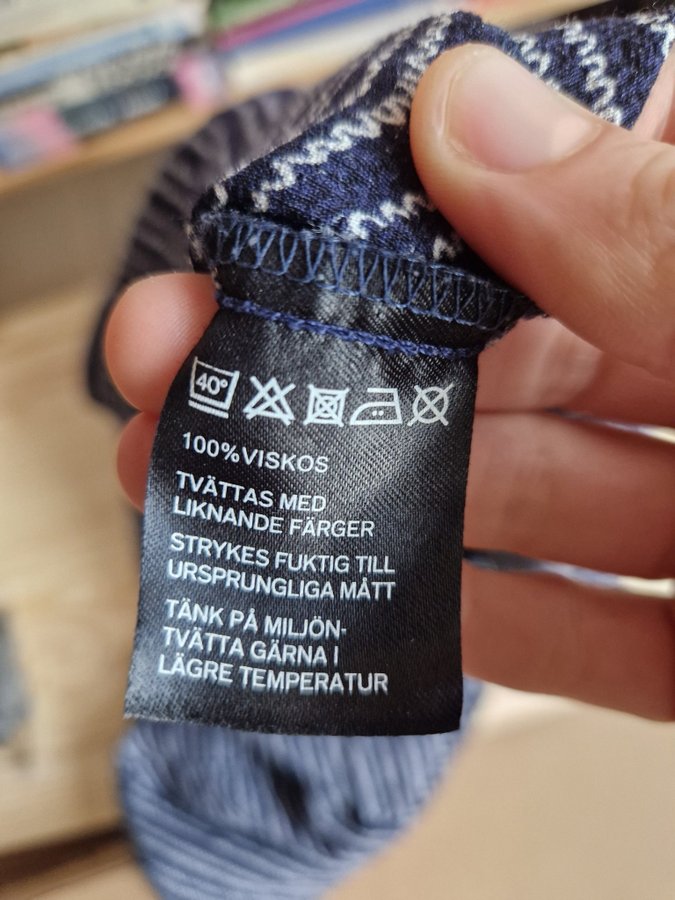 40°
100%VISKOS
TVÄTTAS MED
LIKNANDE FÄRGER
STRYKES FUKTIG TILL
URSPRUNGLIGA MÅTT
TÄNK PÅ MILJÖN-
TVÄTTA GÄRNA I
LÄGRE TEMPERATUR